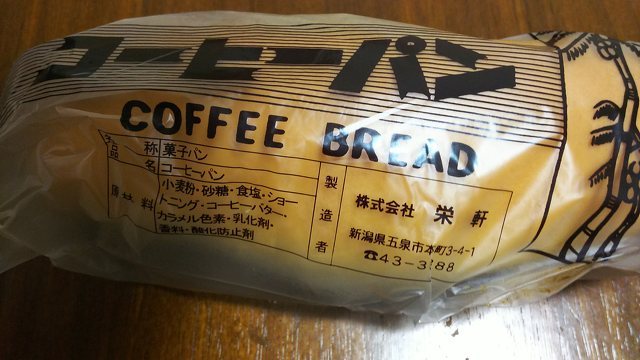 コーヒーパン
COFFEE BREAD
名称 菓子パン
品名 コーヒーパン
原材料 小麦粉・砂糖・食塩・ショー
トニング・コーヒーバター・
カラメル色素・乳化剤・
香料・酸化防止剤
製造者
株式会社 栄軒
新潟県五泉市本町3-4-1